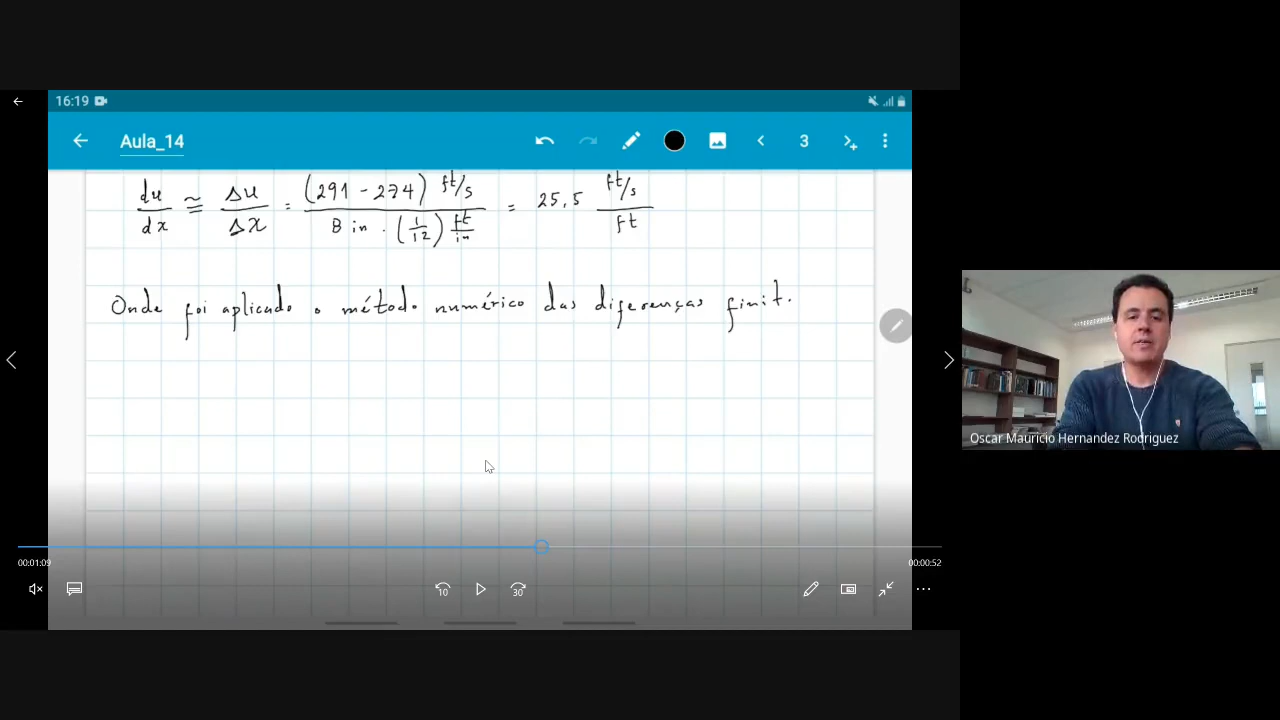 16:19
Aula_14
3
du/dx ≅ Δu/Δx = (291 - 274) ft/s / 8 in . (1/12) ft/in = 25,5 ft/s / ft
Onde foi aplicado o método numérico das diferenças finit.
Oscar Mauricio Hernandez Rodriguez
00:01:09
00:00:52
10
30